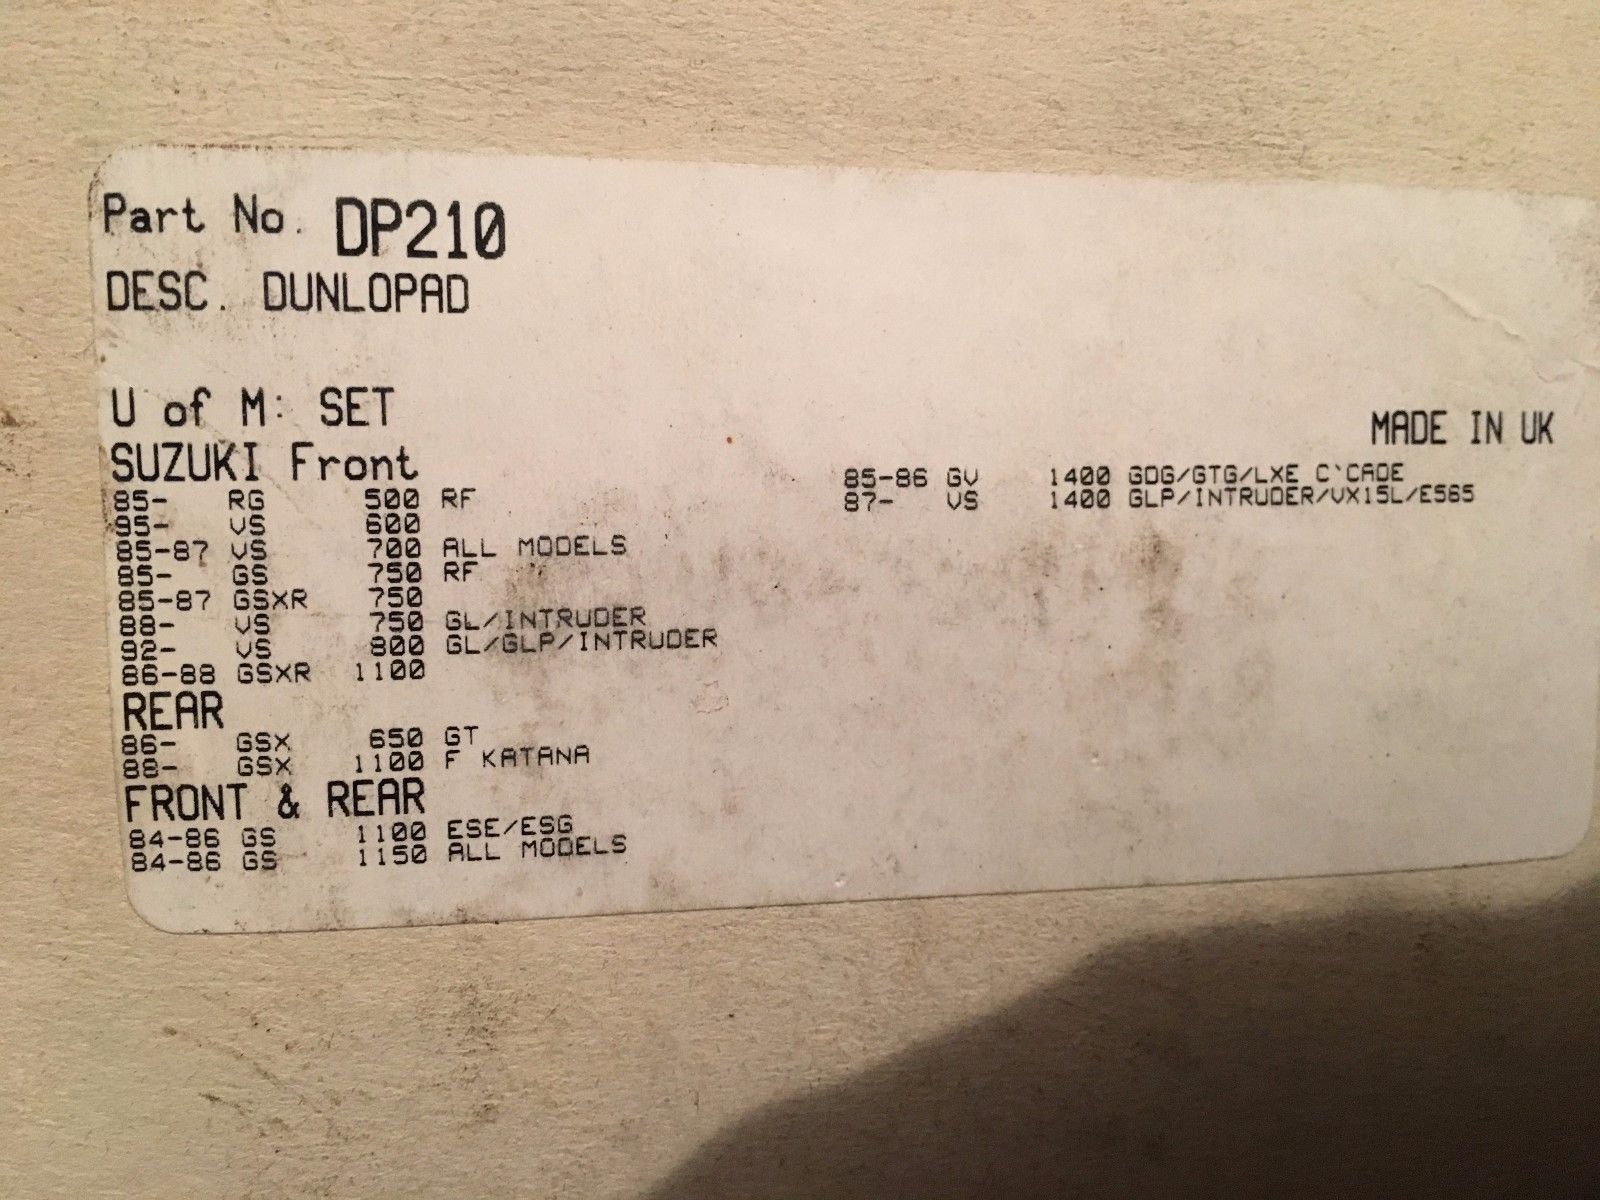 Part No. DP210
DESC. DUNLOPAD
U of M: SET
MADE IN UK
SUZUKI Front
85- RG 500 RF
95- VS 600
85-87 VS 700 ALL MODELS
85- GS 750 RF
85-87 GSXR 750
88- VS 750 GL/INTRUDER
92- VS 800 GL/GLP/INTRUDER
86-88 GSXR 1100
85-86 GV 1400 GDG/GTG/LXE C'CADE
87- VS 1400 GLP/INTRUDER/VX15L/E565
REAR
86- GSX 650 GT
88- GSX 1100 F KATANA
FRONT & REAR
84-86 GS 1100 ESE/ESG
84-86 GS 1150 ALL MODELS